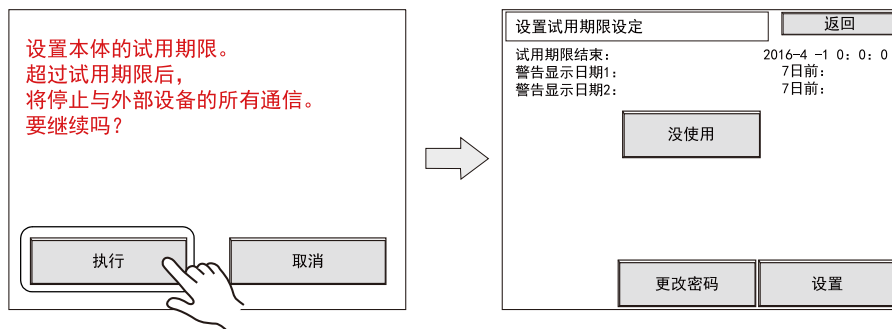 设置本体的试用期限。
超过试用期限后，
将停止与外部设备的所有通信。
要继续吗？
执行
取消
设置试用期限设定
返回
试用期限结束： 2016-4 -1 0：0：0
警告显示日期1： 7日前：
警告显示日期2： 7日前：
没使用
更改密码
设置